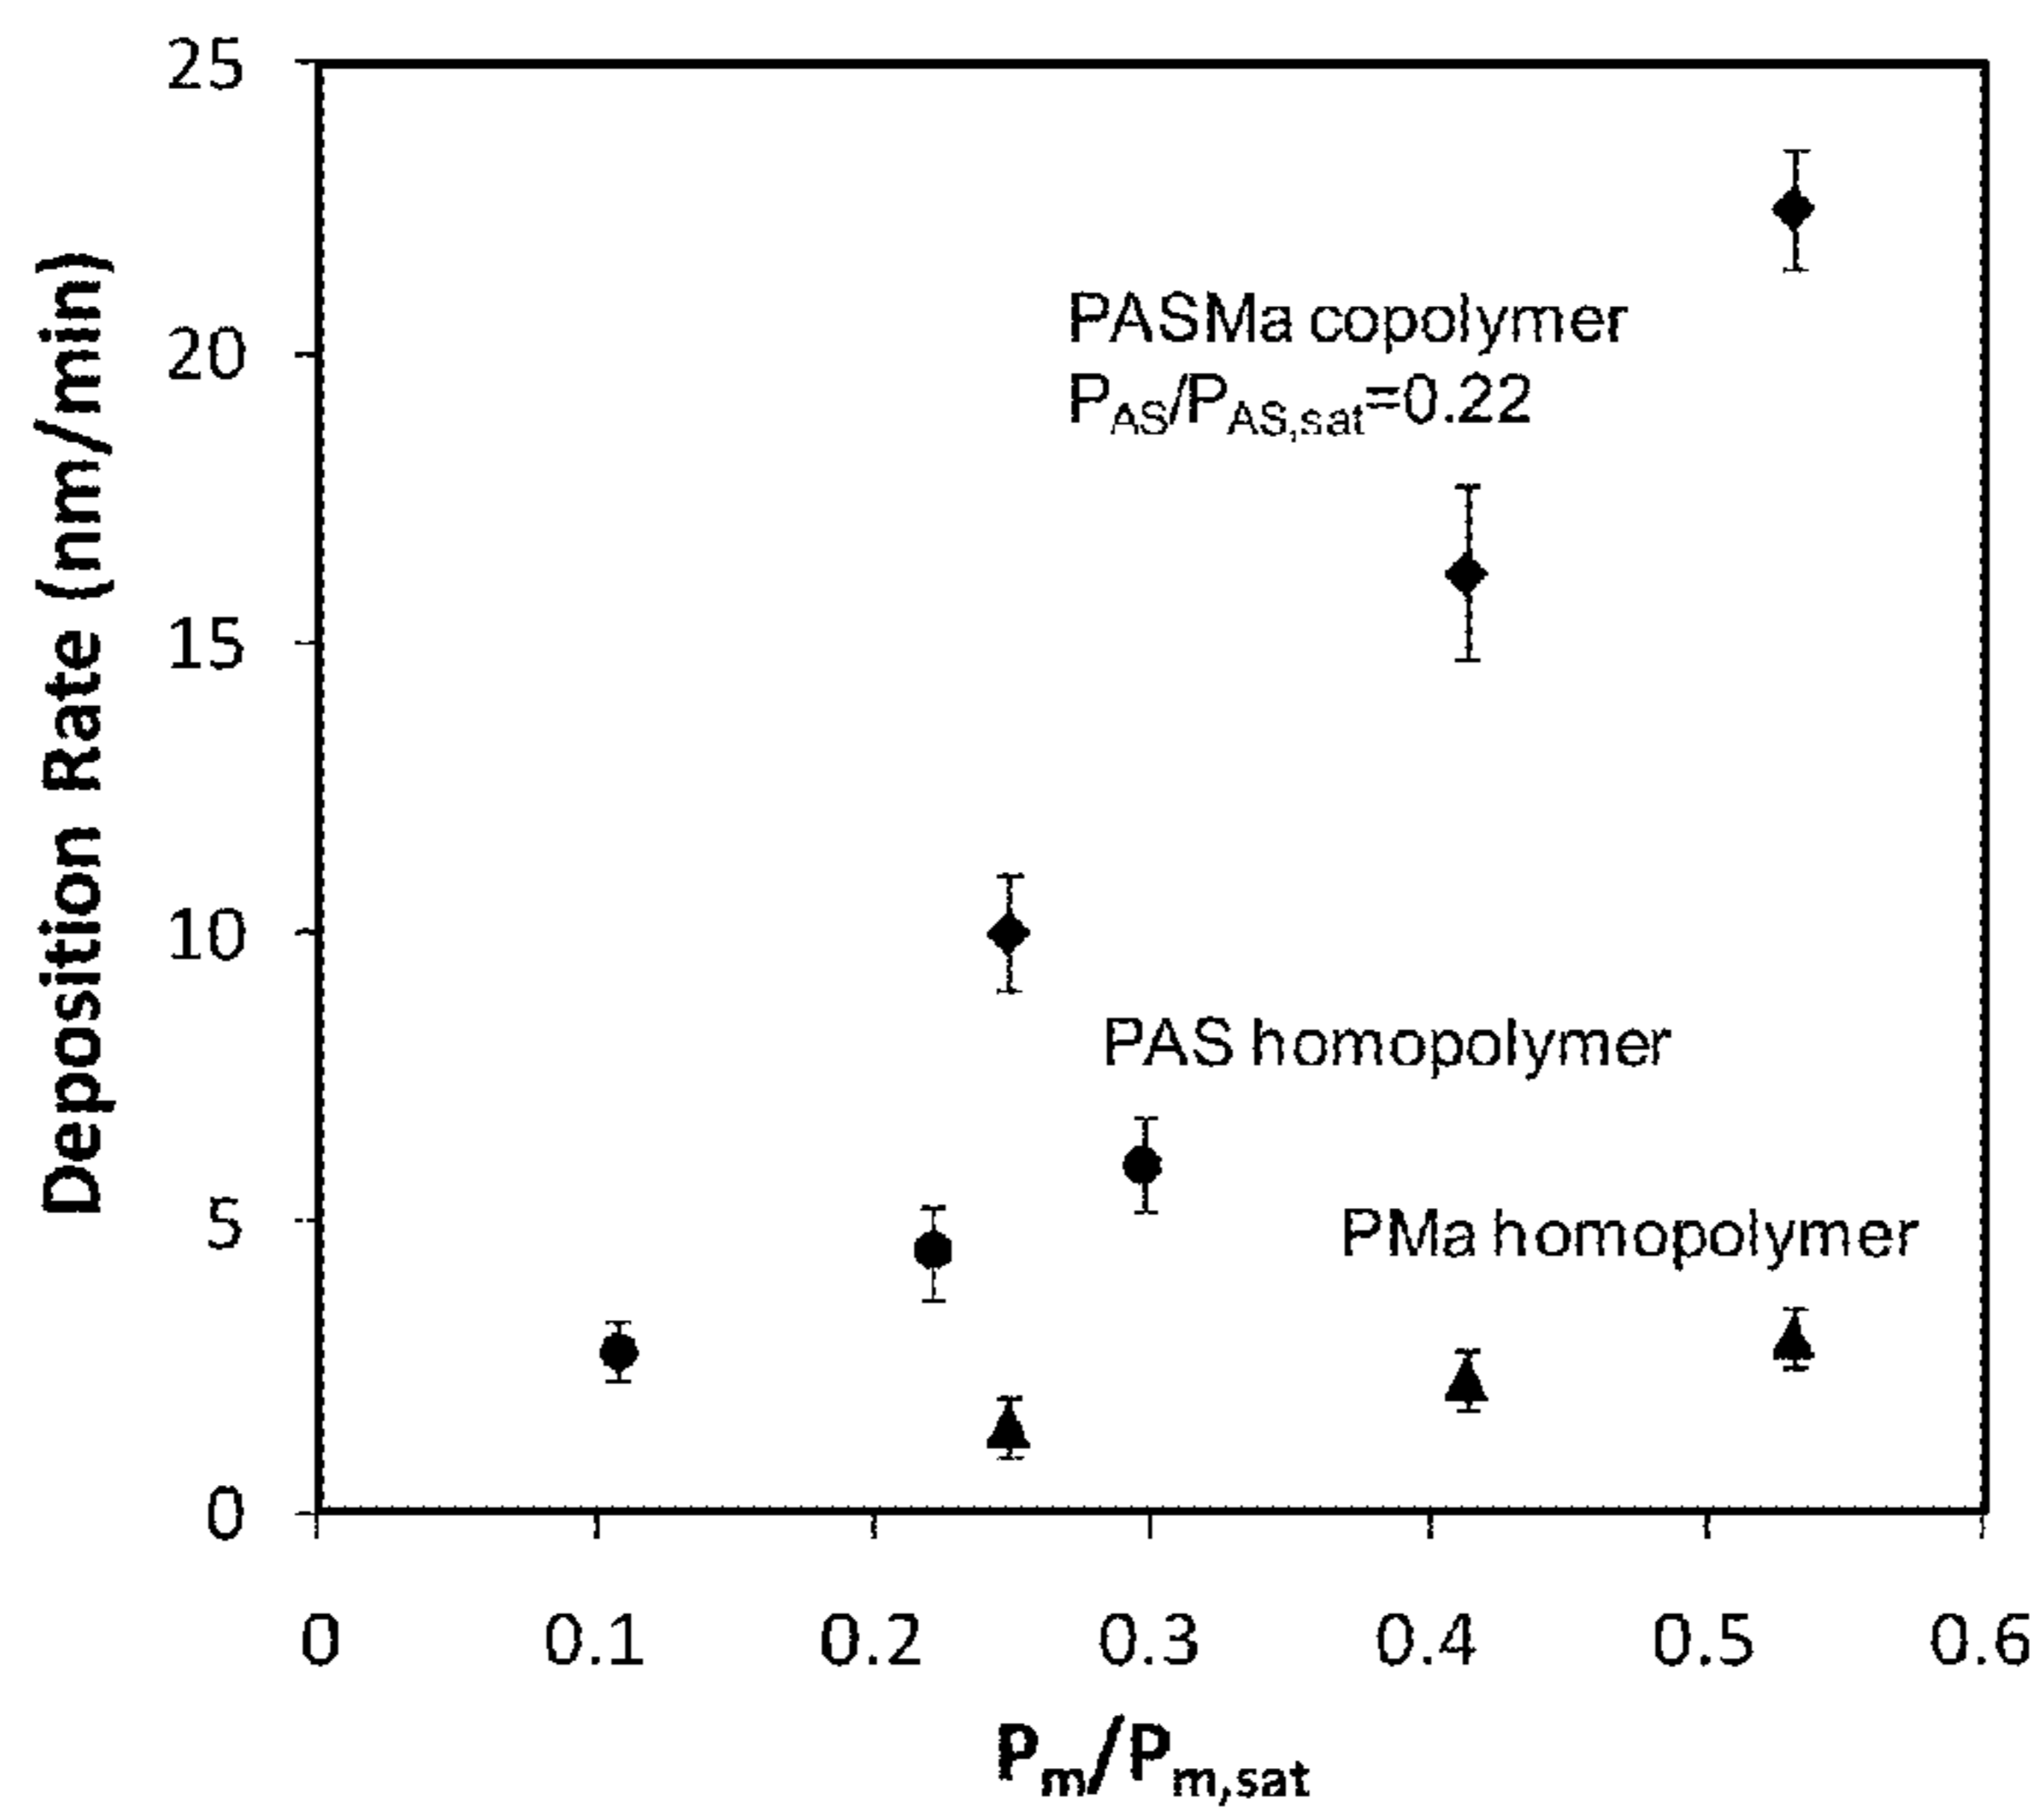 Deposition Rate (nm/min)
25
20
15
10
5
0
PASMa copolymer
PAS/PAS,sat=0.22
PAS homopolymer
PMa homopolymer
0 0.1 0.2 0.3 0.4 0.5 0.6
Pm/Pm,sat